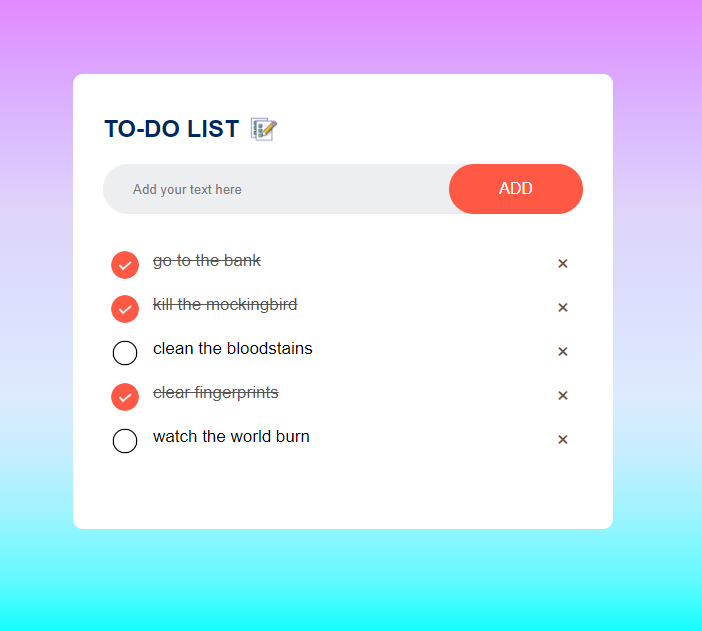 TO-DO LIST
Add your text here
ADD
go to the bank
kill the mockingbird
clean the bloodstains
clear fingerprints
watch the world burn